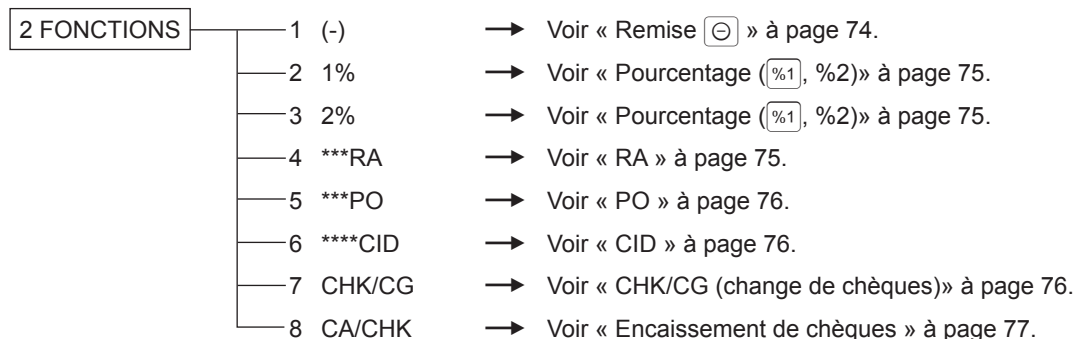 2 FONCTIONS 1 (-) → Voir « Remise ⊖ » à page 74.
2 1% → Voir « Pourcentage (%1, %2)» à page 75.
3 2% → Voir « Pourcentage (%1, %2)» à page 75.
4 ***RA → Voir « RA » à page 75.
5 ***PO → Voir « PO » à page 76.
6 ****CID → Voir « CID » à page 76.
7 CHK/CG → Voir « CHK/CG (change de chèques)» à page 76.
8 CA/CHK → Voir « Encaissement de chèques » à page 77.